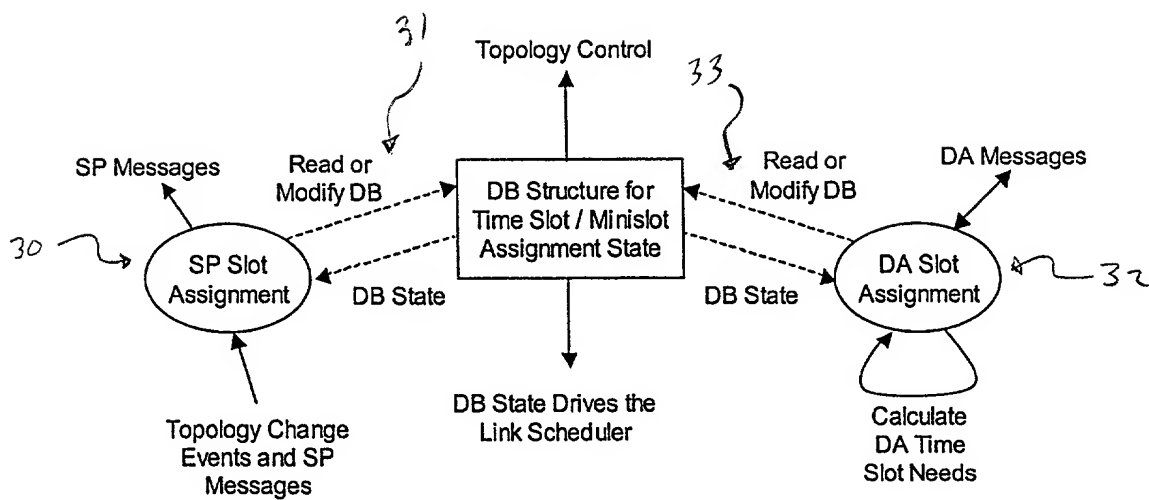 31
Topology Control
33
SP Messages
Read or
Modify DB
DB Structure for
Time Slot / Minislot
Assignment State
Read or
Modify DB
DA Messages
30
SP Slot
Assignment
DB State
DB State
DA Slot
Assignment
32
Topology Change
Events and SP
Messages
DB State Drives the
Link Scheduler
Calculate
DA Time
Slot Needs